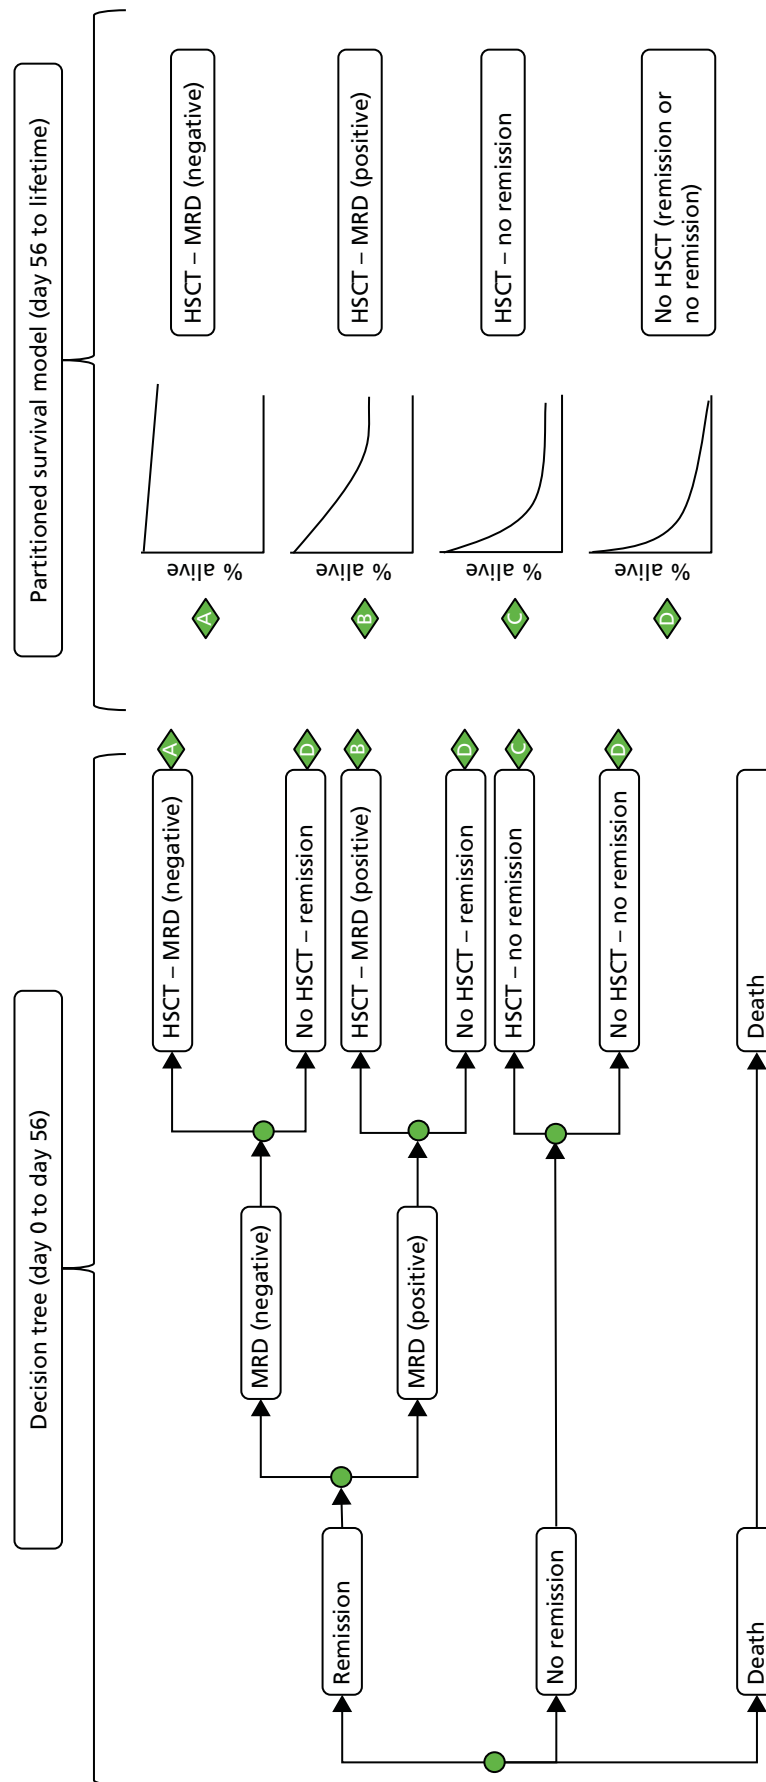 Decision tree (day 0 to day 56)
Partitioned survival model (day 56 to lifetime)
Remission
No remission
Death
MRD (negative)
MRD (positive)
HSCT – MRD (negative)
A
No HSCT – remission
D
HSCT – MRD (positive)
B
No HSCT – remission
D
HSCT – no remission
C
No HSCT – no remission
D
Death
A
% alive
HSCT – MRD (negative)
B
% alive
HSCT – MRD (positive)
C
% alive
HSCT – no remission
D
% alive
No HSCT (remission or
no remission)